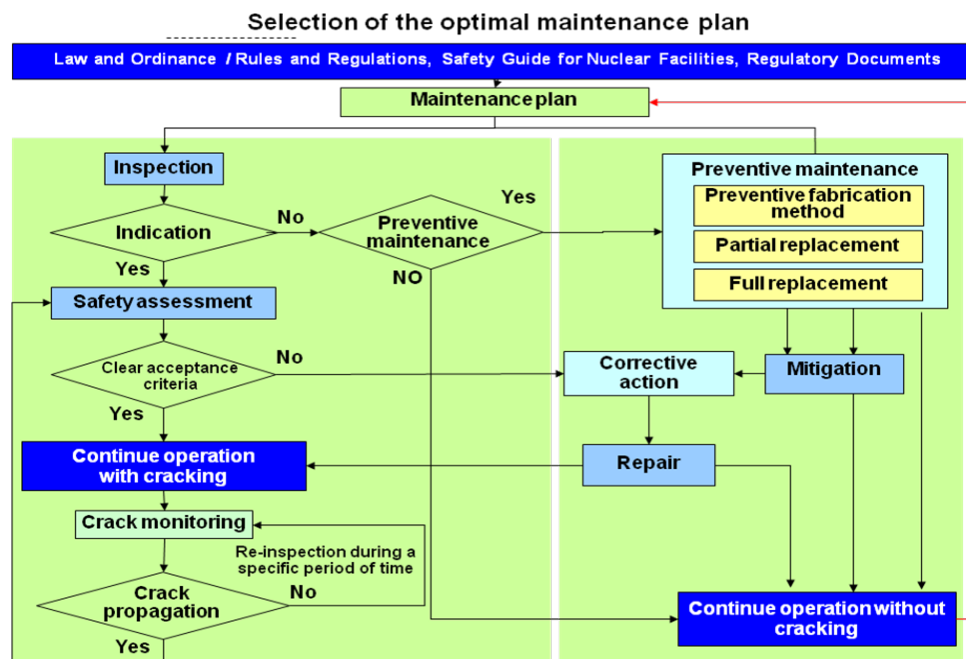 Selection of the optimal maintenance plan
Law and Ordinance / Rules and Regulations, Safety Guide for Nuclear Facilities, Regulatory Documents
Maintenance plan
Inspection
Indication
No
Yes
Preventive
maintenance
Yes
NO
Preventive maintenance
Preventive fabrication
method
Partial replacement
Full replacement
Safety assessment
Clear acceptance
criteria
No
Yes
Corrective
action
Mitigation
Continue operation
with cracking
Repair
Crack monitoring
Re-inspection during a
specific period of time
Crack
propagation
No
Yes
Continue operation without
cracking